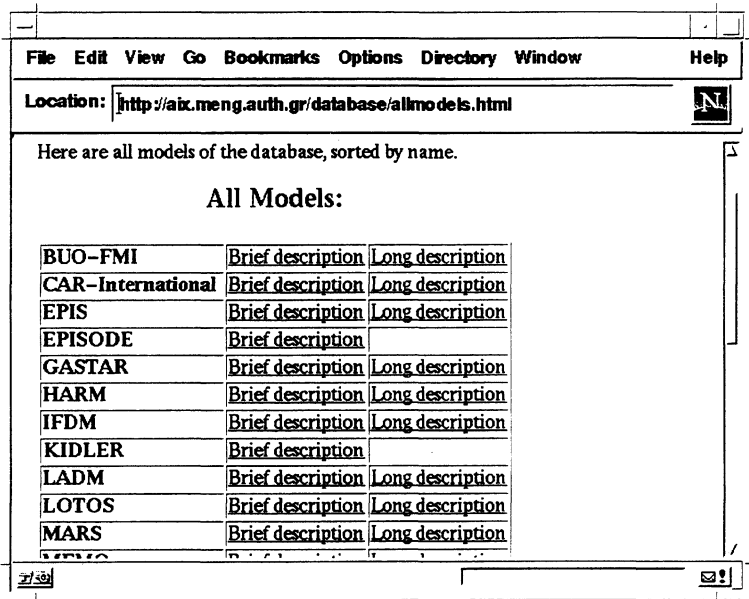 File Edit View Go Bookmarks Options Directory Window Help
Location: http://aix.meng.auth.gr/database/allmodels.html N
Here are all models of the database, sorted by name.
All Models:
BUO–FMI Brief description Long description
CAR–International Brief description Long description
EPIS Brief description Long description
EPISODE Brief description
GASTAR Brief description Long description
HARM Brief description Long description
IFDM Brief description Long description
KIDLER Brief description
LADM Brief description Long description
LOTOS Brief description Long description
MARS Brief description Long description